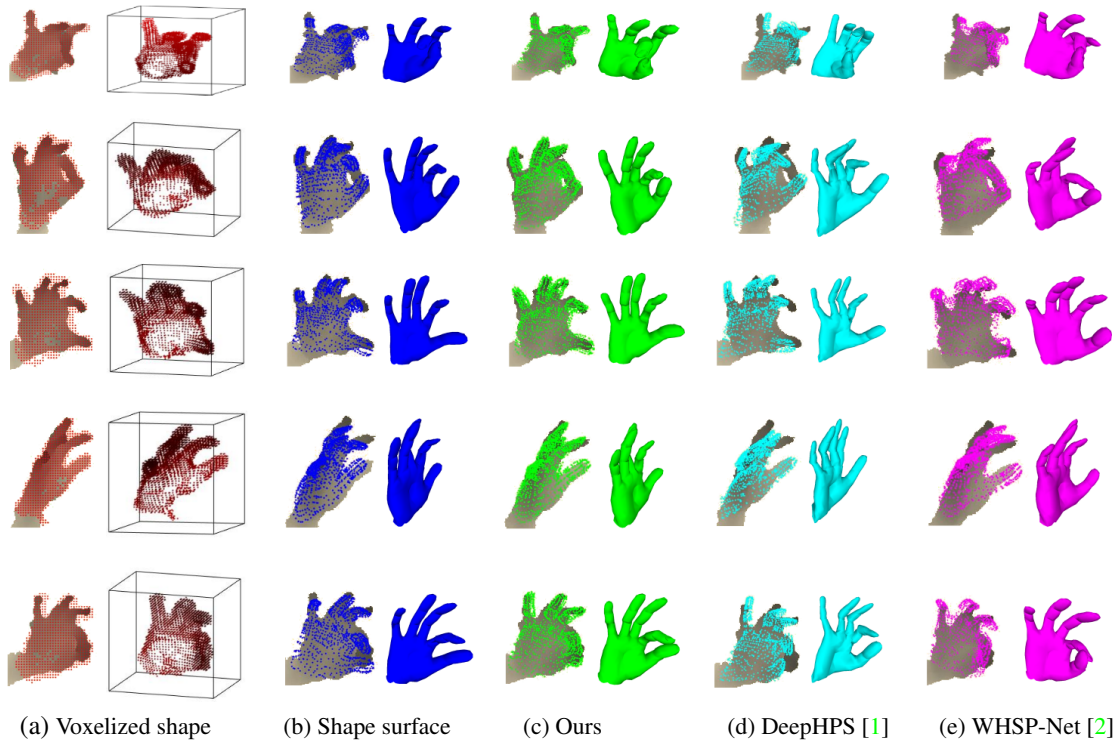 (a) Voxelized shape
(b) Shape surface
(c) Ours
(d) DeepHPS [1]
(e) WHSP-Net [2]